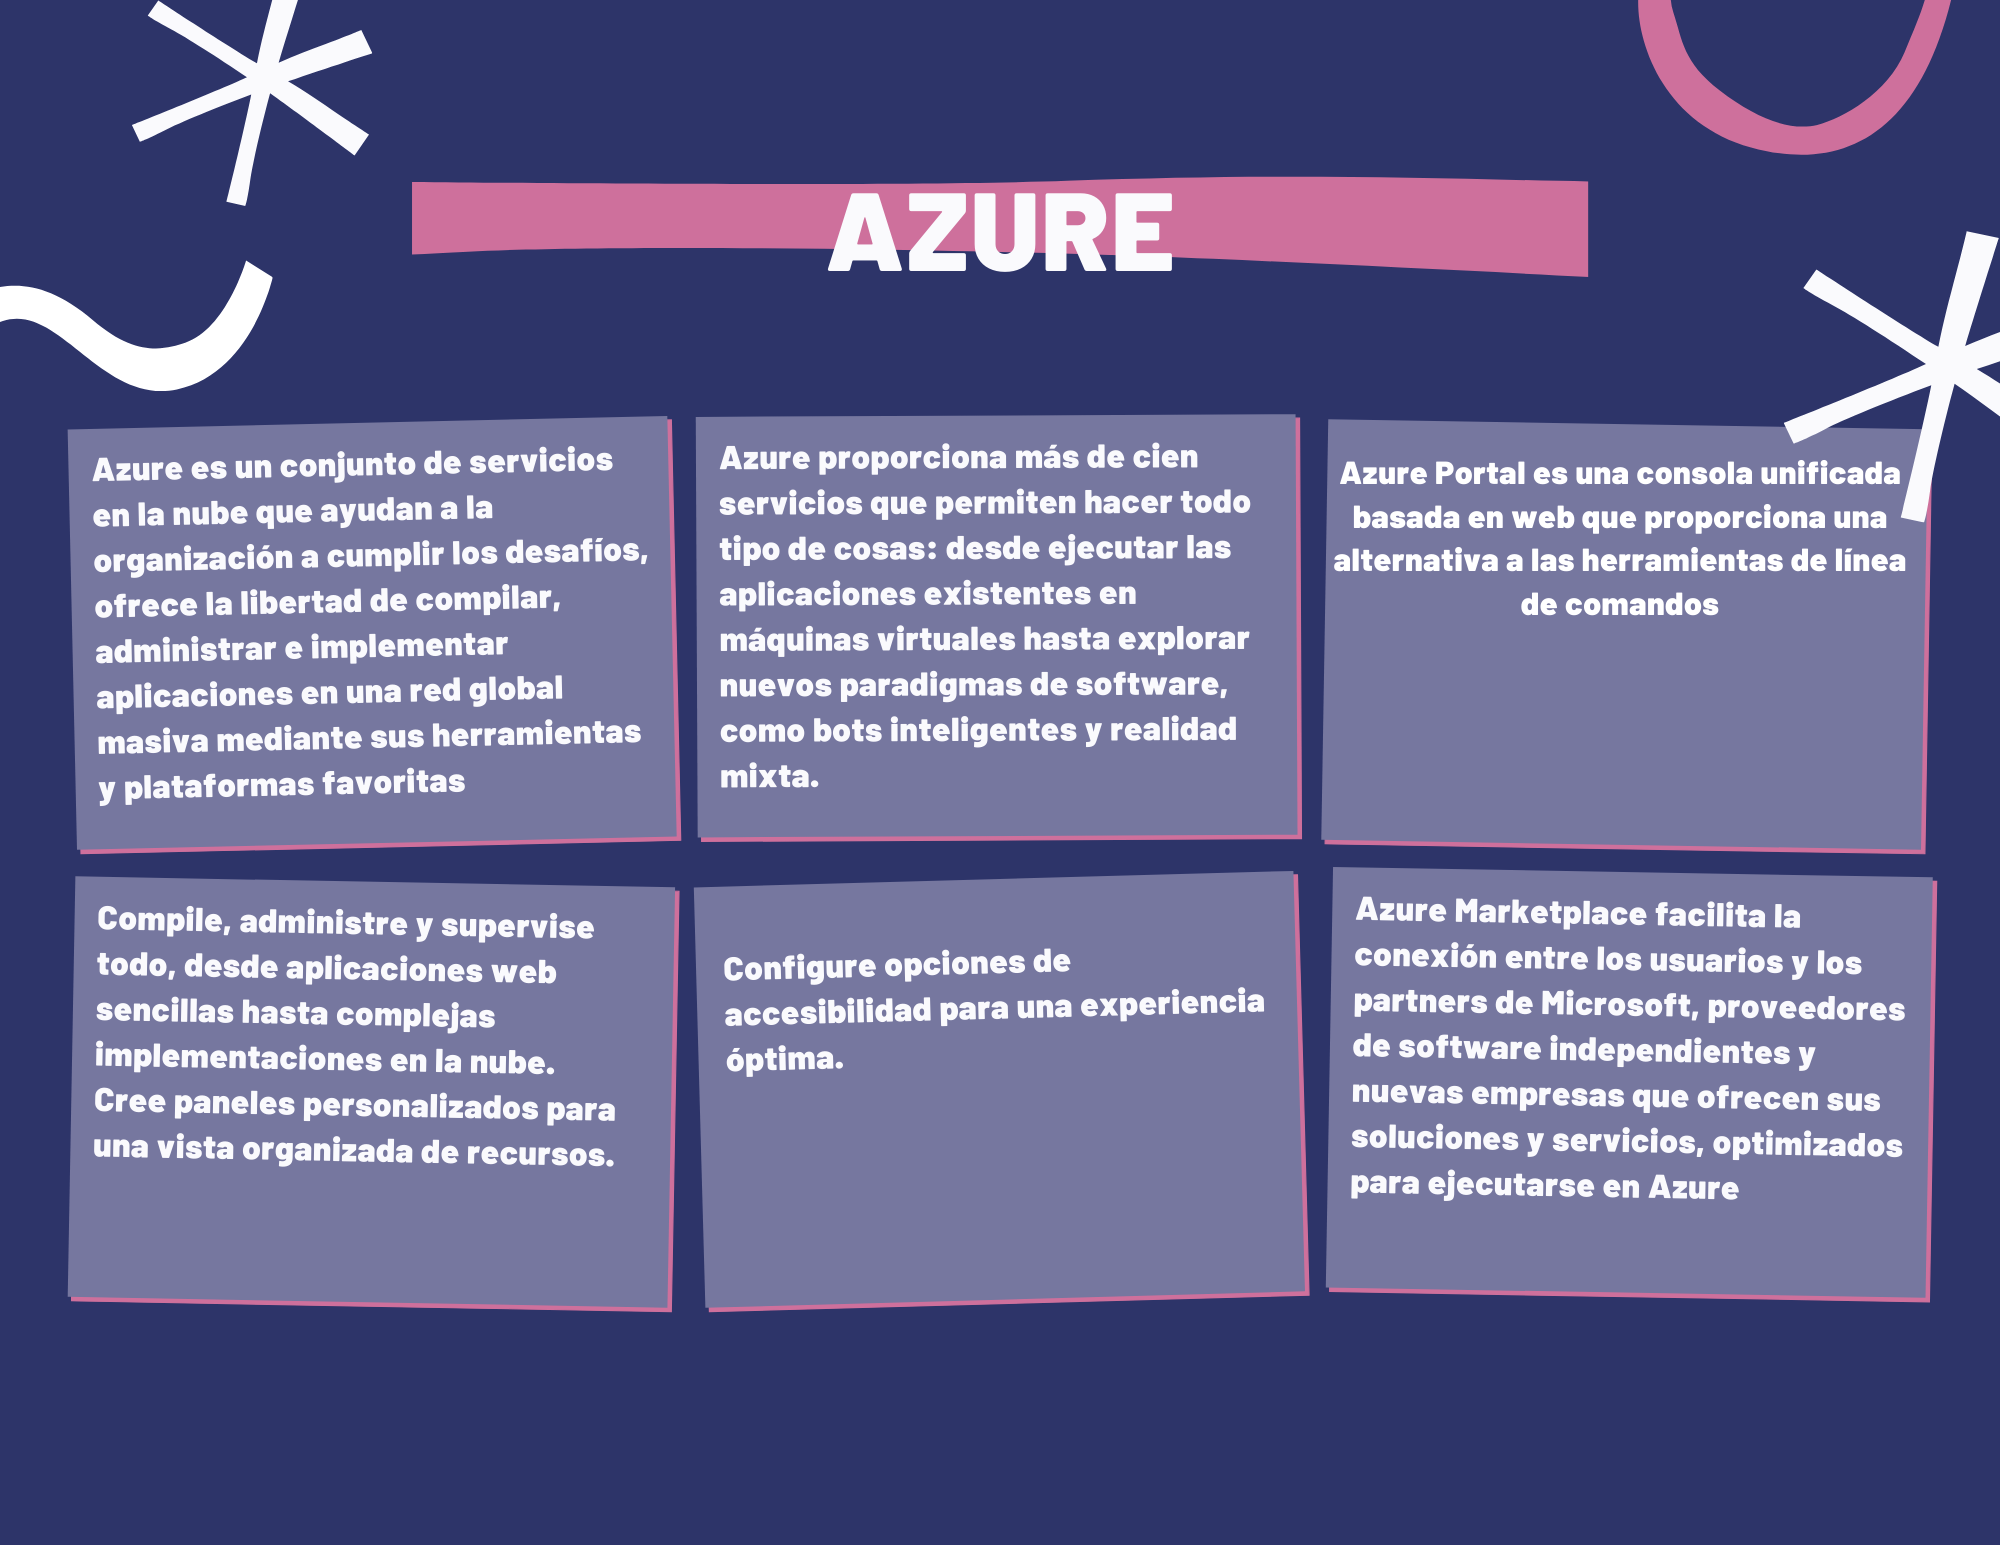 AZURE
Azure es un conjunto de servicios
en la nube que ayudan a la
organización a cumplir los desafíos,
ofrece la libertad de compilar,
administrar e implementar
aplicaciones en una red global
masiva mediante sus herramientas
y plataformas favoritas
Azure proporciona más de cien
servicios que permiten hacer todo
tipo de cosas: desde ejecutar las
aplicaciones existentes en
máquinas virtuales hasta explorar
nuevos paradigmas de software,
como bots inteligentes y realidad
mixta.
Azure Portal es una consola unificada
basada en web que proporciona una
alternativa a las herramientas de línea
de comandos
Compile, administre y supervise
todo, desde aplicaciones web
sencillas hasta complejas
implementaciones en la nube.
Cree paneles personalizados para
una vista organizada de recursos.
Configure opciones de
accesibilidad para una experiencia
óptima.
Azure Marketplace facilita la
conexión entre los usuarios y los
partners de Microsoft, proveedores
de software independientes y
nuevas empresas que ofrecen sus
soluciones y servicios, optimizados
para ejecutarse en Azure